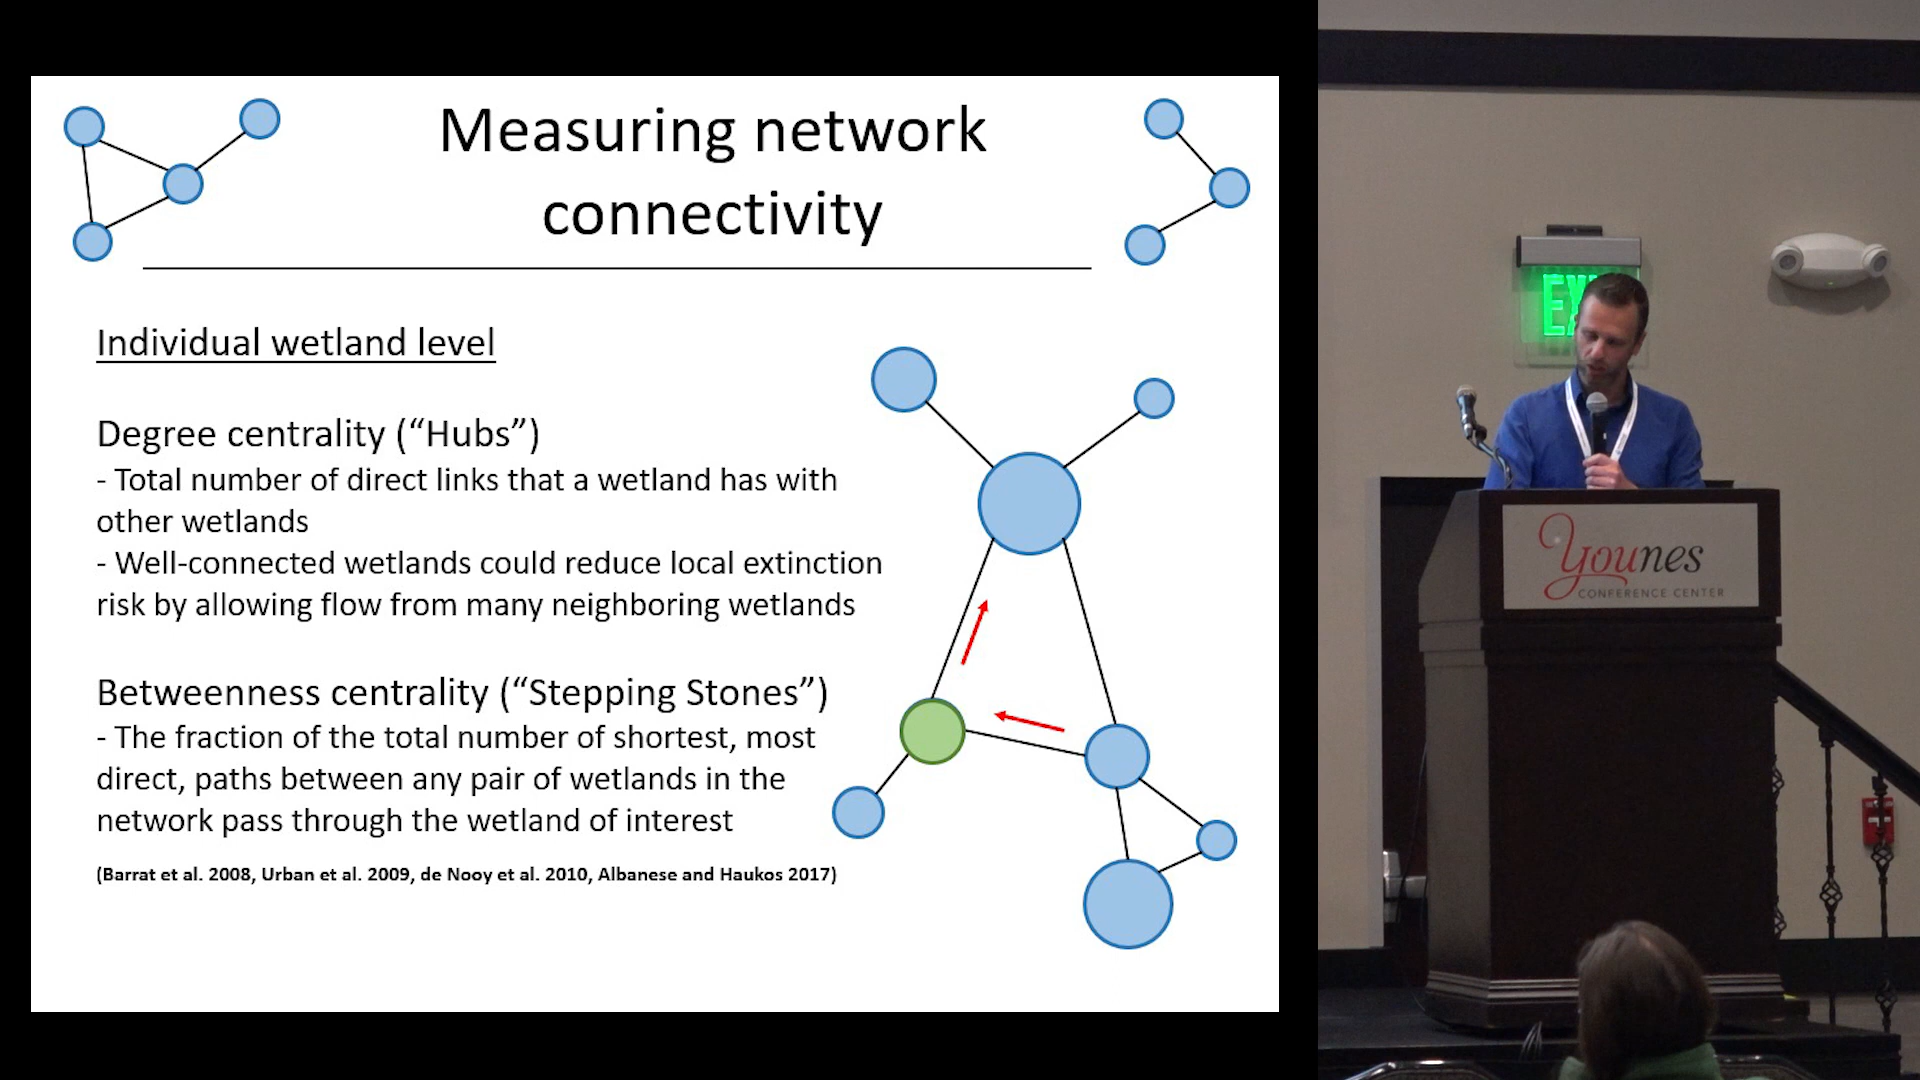 Measuring network
connectivity
Individual wetland level
Degree centrality (“Hubs”)
- Total number of direct links that a wetland has with
other wetlands
- Well-connected wetlands could reduce local extinction
risk by allowing flow from many neighboring wetlands
Betweenness centrality (“Stepping Stones”)
- The fraction of the total number of shortest, most
direct, paths between any pair of wetlands in the
network pass through the wetland of interest
(Barrat et al. 2008, Urban et al. 2009, de Nooy et al. 2010, Albanese and Haukos 2017)
younes
CONFERENCE CENTER